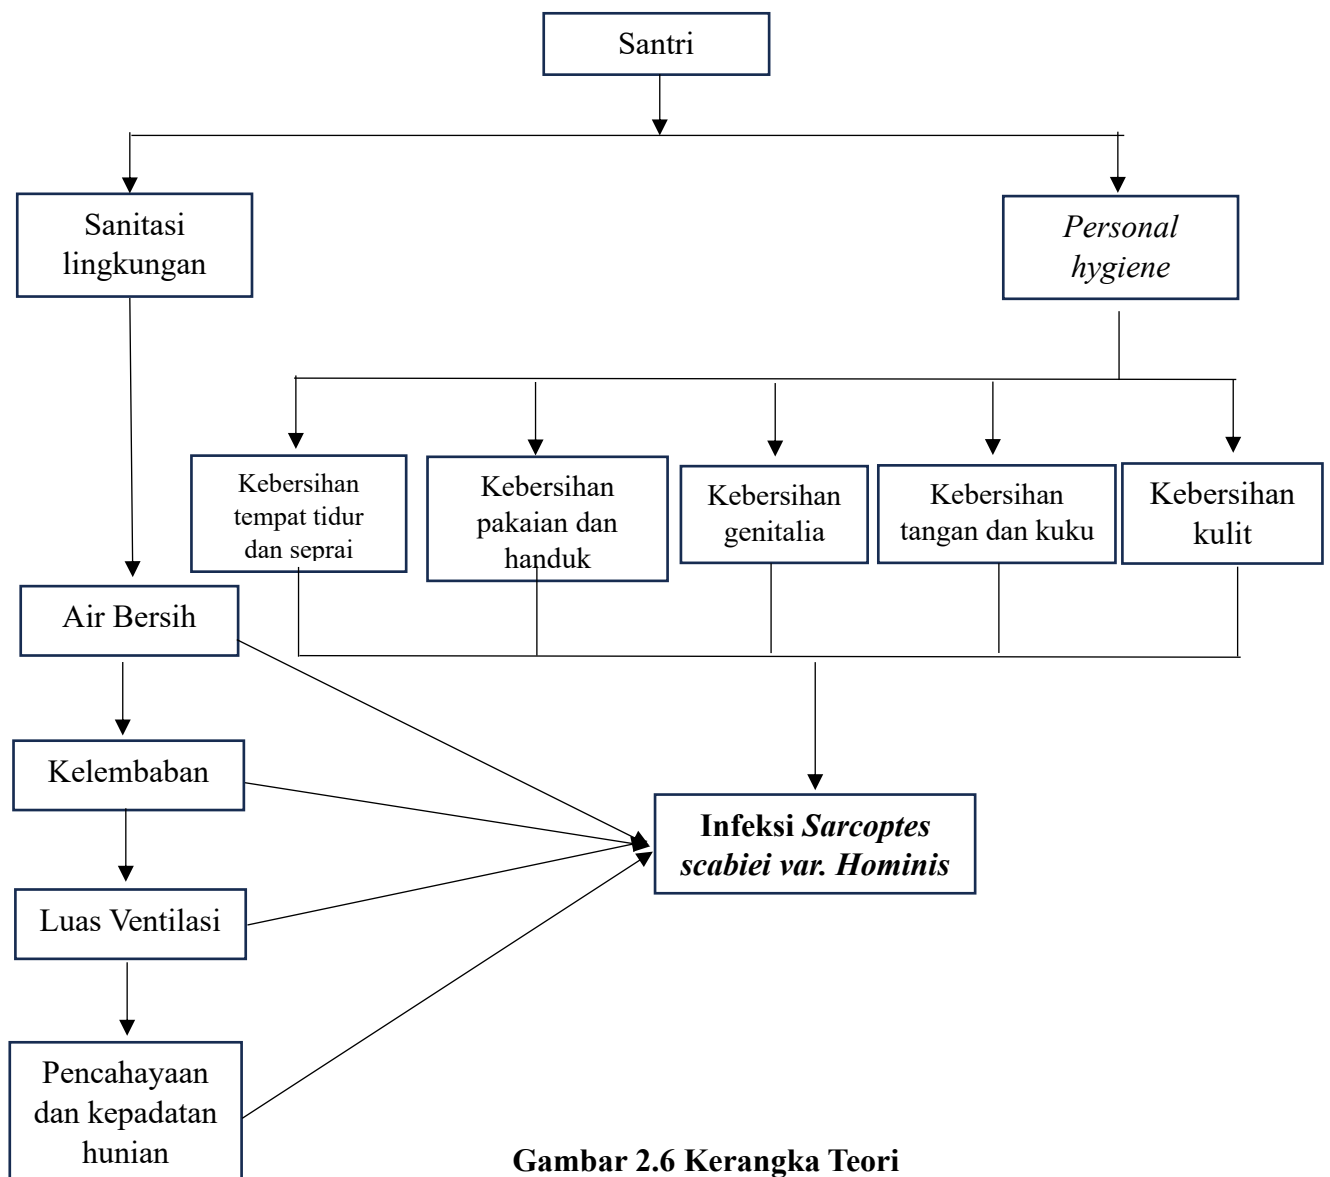 Santri
Sanitasi
lingkungan
Personal
hygiene
Kebersihan
tempat tidur
dan seprai
Kebersihan
pakaian dan
handuk
Kebersihan
genitalia
Kebersihan
tangan dan kuku
Kebersihan
kulit
Air Bersih
Kelembaban
Infeksi Sarcoptes
scabiei var. Hominis
Luas Ventilasi
Pencahayaan
dan kepadatan
hunian
Gambar 2.6 Kerangka Teori